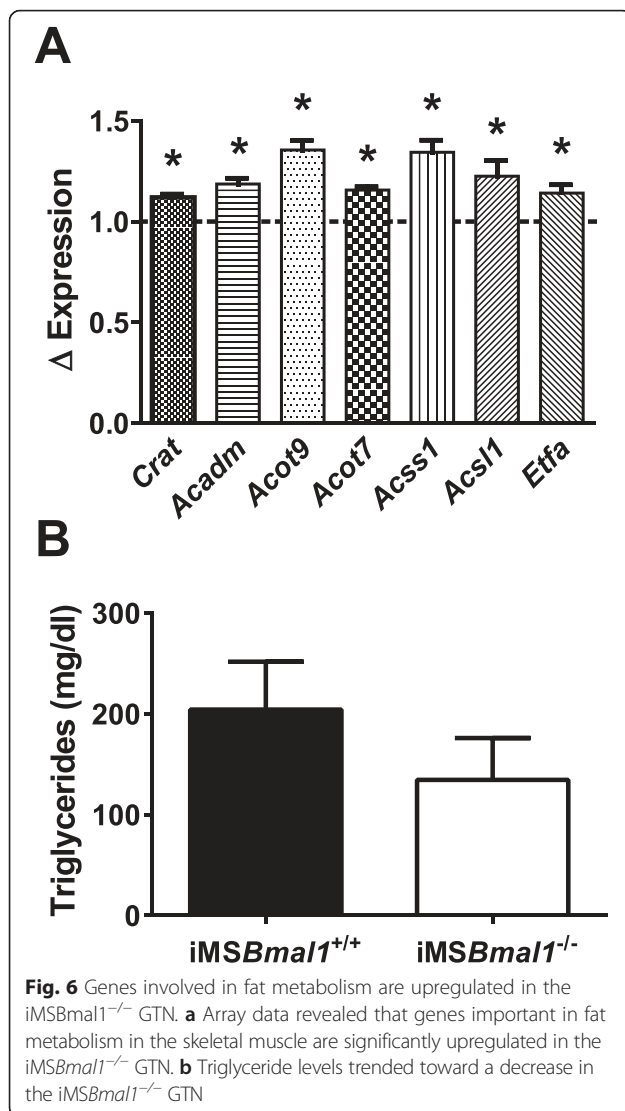 A
* * * * * * *
1.5
1.0
0.5
0.0
Δ Expression
Crat Acadm Acot9 Acot7 Acss1 Acsl1 Etfa
B
300
200
100
0
Triglycerides (mg/dl)
iMSBmal1+/+ iMSBmal1-/-
Fig. 6 Genes involved in fat metabolism are upregulated in the
iMSBmal1−/− GTN. a Array data revealed that genes important in fat
metabolism in the skeletal muscle are significantly upregulated in the
iMSBmal1−/− GTN. b Triglyceride levels trended toward a decrease in
the iMSBmal1−/− GTN